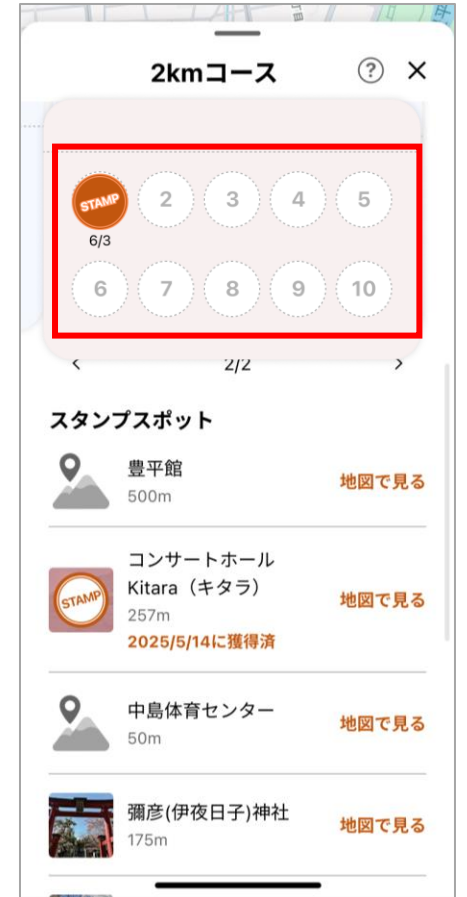 2kmコース
?
STAMP 2 3 4 5
6/3
6 7 8 9 10
2/2
スタンプスポット
豊平館
500m
地図で見る
コンサートホール
Kitara（キタラ）
257m
2025/5/14に獲得済
STAMP
地図で見る
中島体育センター
50m
地図で見る
彌彦(伊夜日子)神社
175m
地図で見る